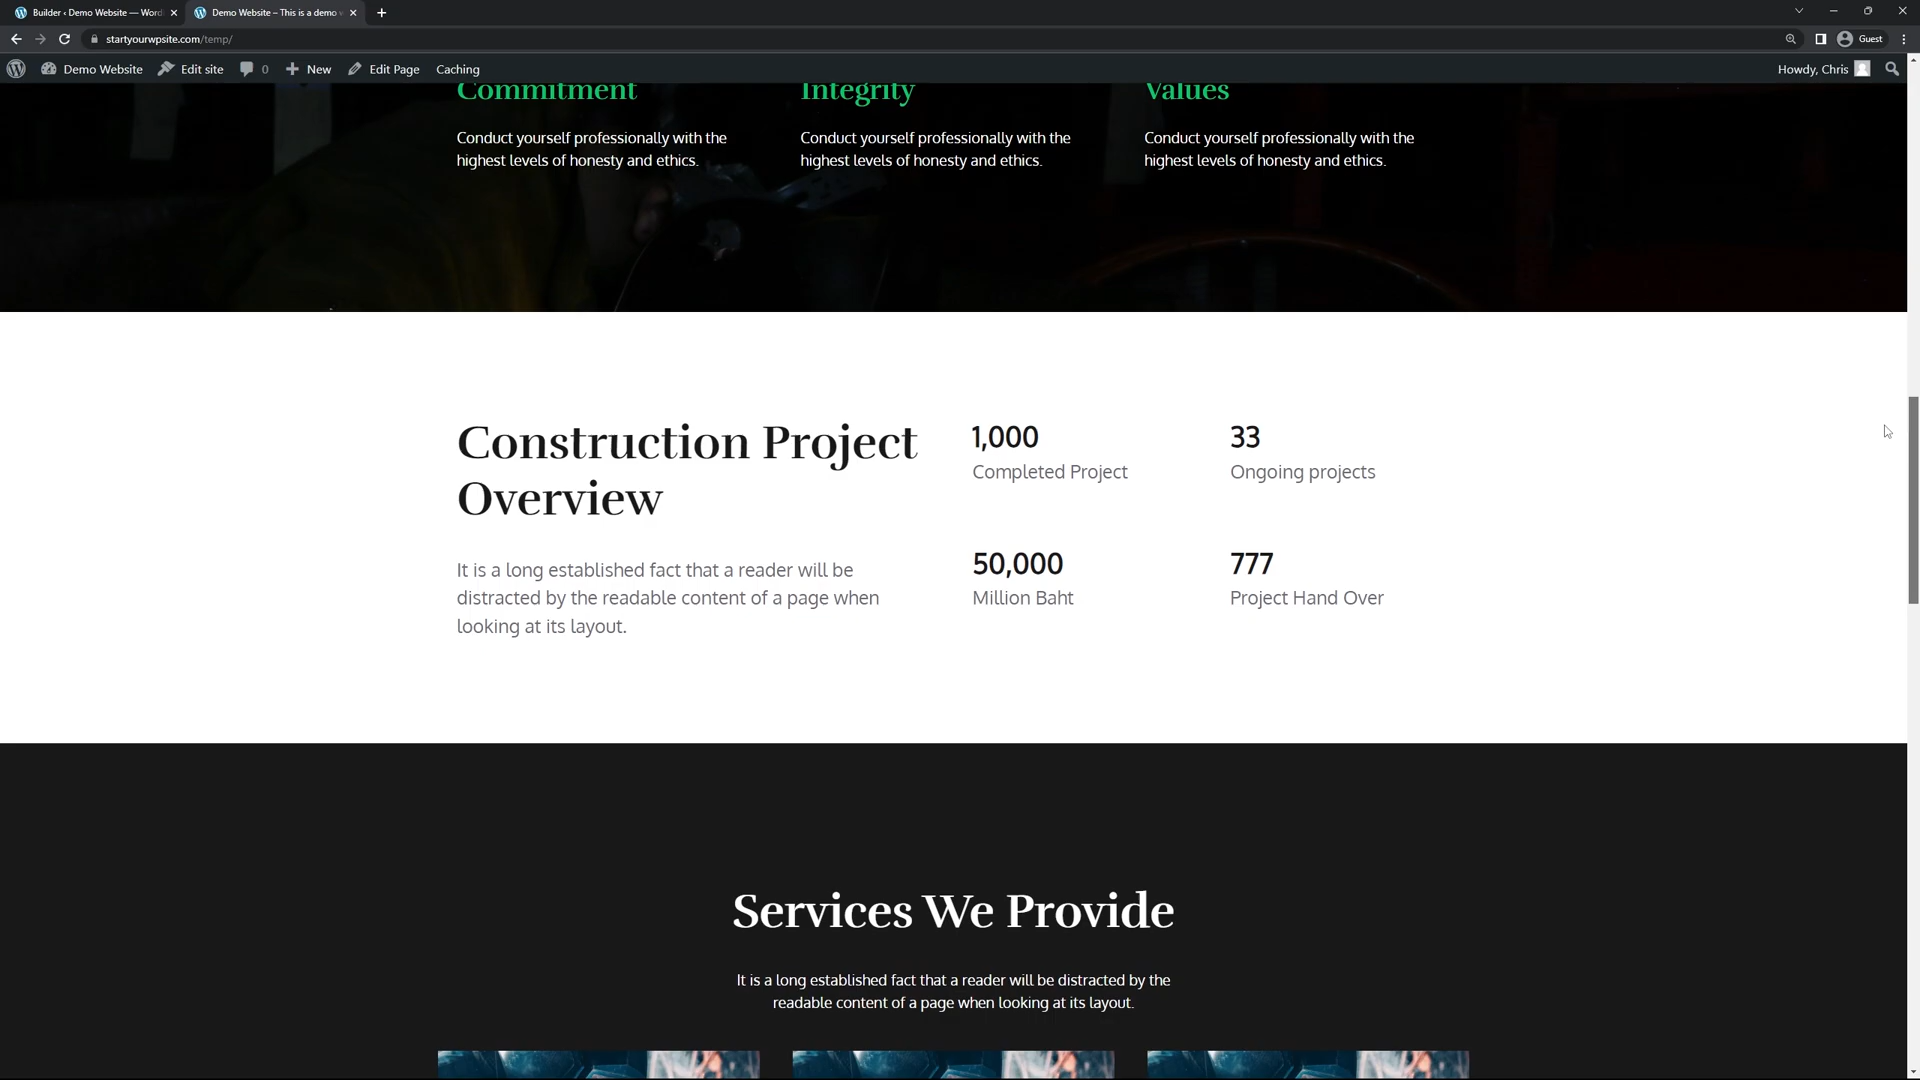 Builder ‹ Demo Website — Word
Demo Website – This is a demo
startyourwpsite.com/temp/
Guest
Demo Website
Edit site
0
New
Edit Page
Caching
Howdy, Chris
Commitment
Integrity
Values
Conduct yourself professionally with the
highest levels of honesty and ethics.
Conduct yourself professionally with the
highest levels of honesty and ethics.
Conduct yourself professionally with the
highest levels of honesty and ethics.
Construction Project
Overview
It is a long established fact that a reader will be
distracted by the readable content of a page when
looking at its layout.
1,000
Completed Project
33
Ongoing projects
50,000
Million Baht
777
Project Hand Over
Services We Provide
It is a long established fact that a reader will be distracted by the
readable content of a page when looking at its layout.